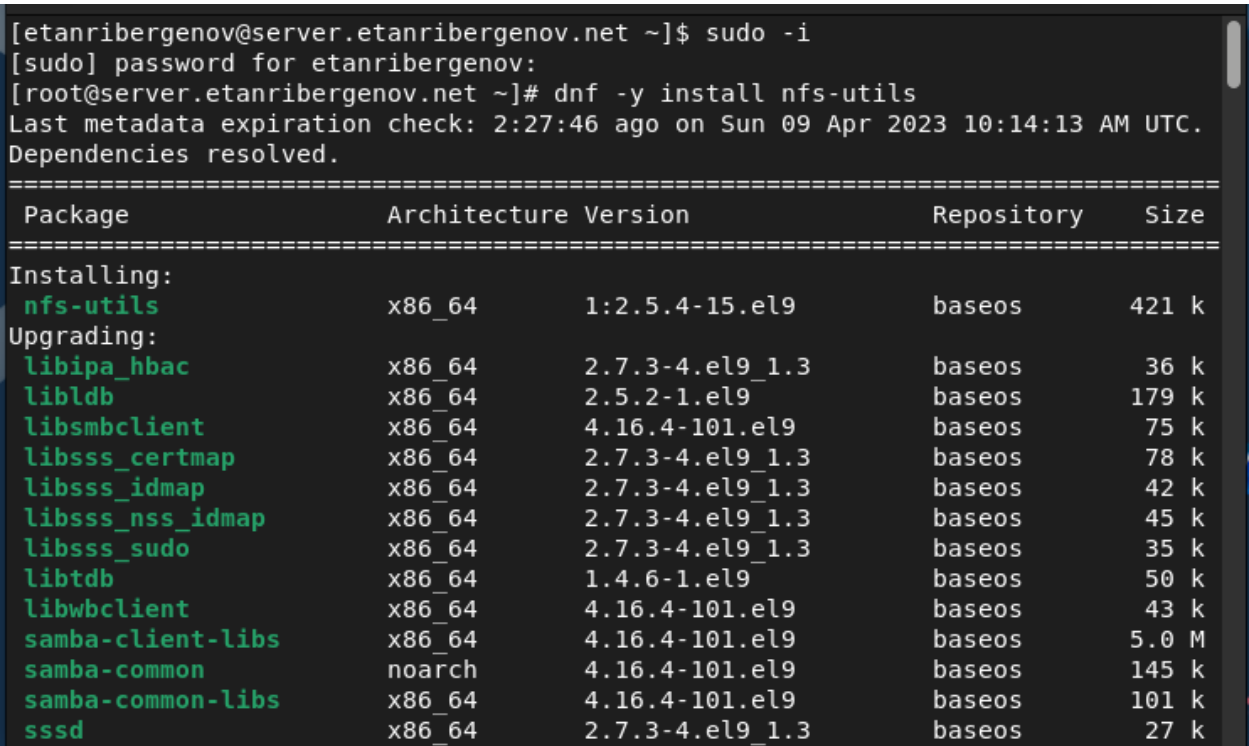 [etanribergenov@server.etanribergenov.net ~]$ sudo -i
[sudo] password for etanribergenov:
[root@server.etanribergenov.net ~]# dnf -y install nfs-utils
Last metadata expiration check: 2:27:46 ago on Sun 09 Apr 2023 10:14:13 AM UTC.
Dependencies resolved.
================================================================================
 Package                 Architecture Version                Repository    Size
================================================================================
Installing:
 nfs-utils               x86_64       1:2.5.4-15.el9         baseos       421 k
Upgrading:
 libipa_hbac             x86_64       2.7.3-4.el9_1.3        baseos        36 k
 libldb                  x86_64       2.5.2-1.el9            baseos       179 k
 libsmbclient            x86_64       4.16.4-101.el9         baseos        75 k
 libsss_certmap          x86_64       2.7.3-4.el9_1.3        baseos        78 k
 libsss_idmap            x86_64       2.7.3-4.el9_1.3        baseos        42 k
 libsss_nss_idmap        x86_64       2.7.3-4.el9_1.3        baseos        45 k
 libsss_sudo             x86_64       2.7.3-4.el9_1.3        baseos        35 k
 libtdb                  x86_64       1.4.6-1.el9            baseos        50 k
 libwbclient             x86_64       4.16.4-101.el9         baseos        43 k
 samba-client-libs       x86_64       4.16.4-101.el9         baseos       5.0 M
 samba-common            noarch       4.16.4-101.el9         baseos       145 k
 samba-common-libs       x86_64       4.16.4-101.el9         baseos       101 k
 sssd                    x86_64       2.7.3-4.el9_1.3        baseos        27 k